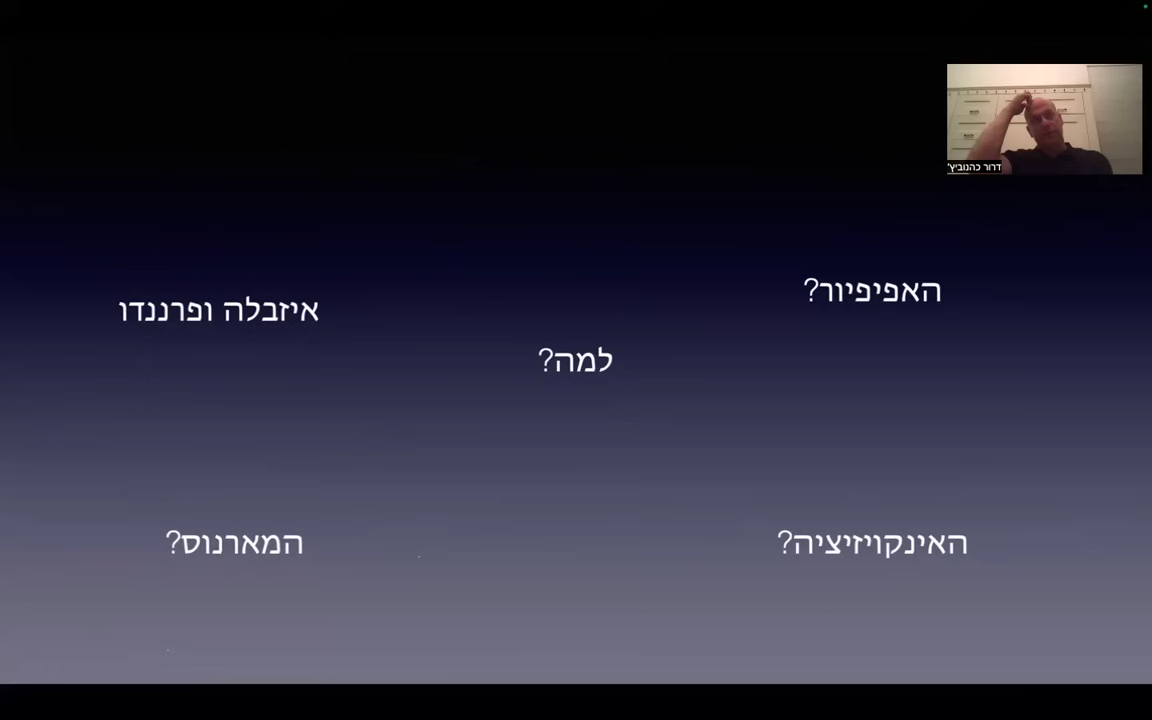 דרור כהנוביץ'
האפיפיור?
איזבלה ופרננדו
למה?
האינקויזיציה?
המארנוס?